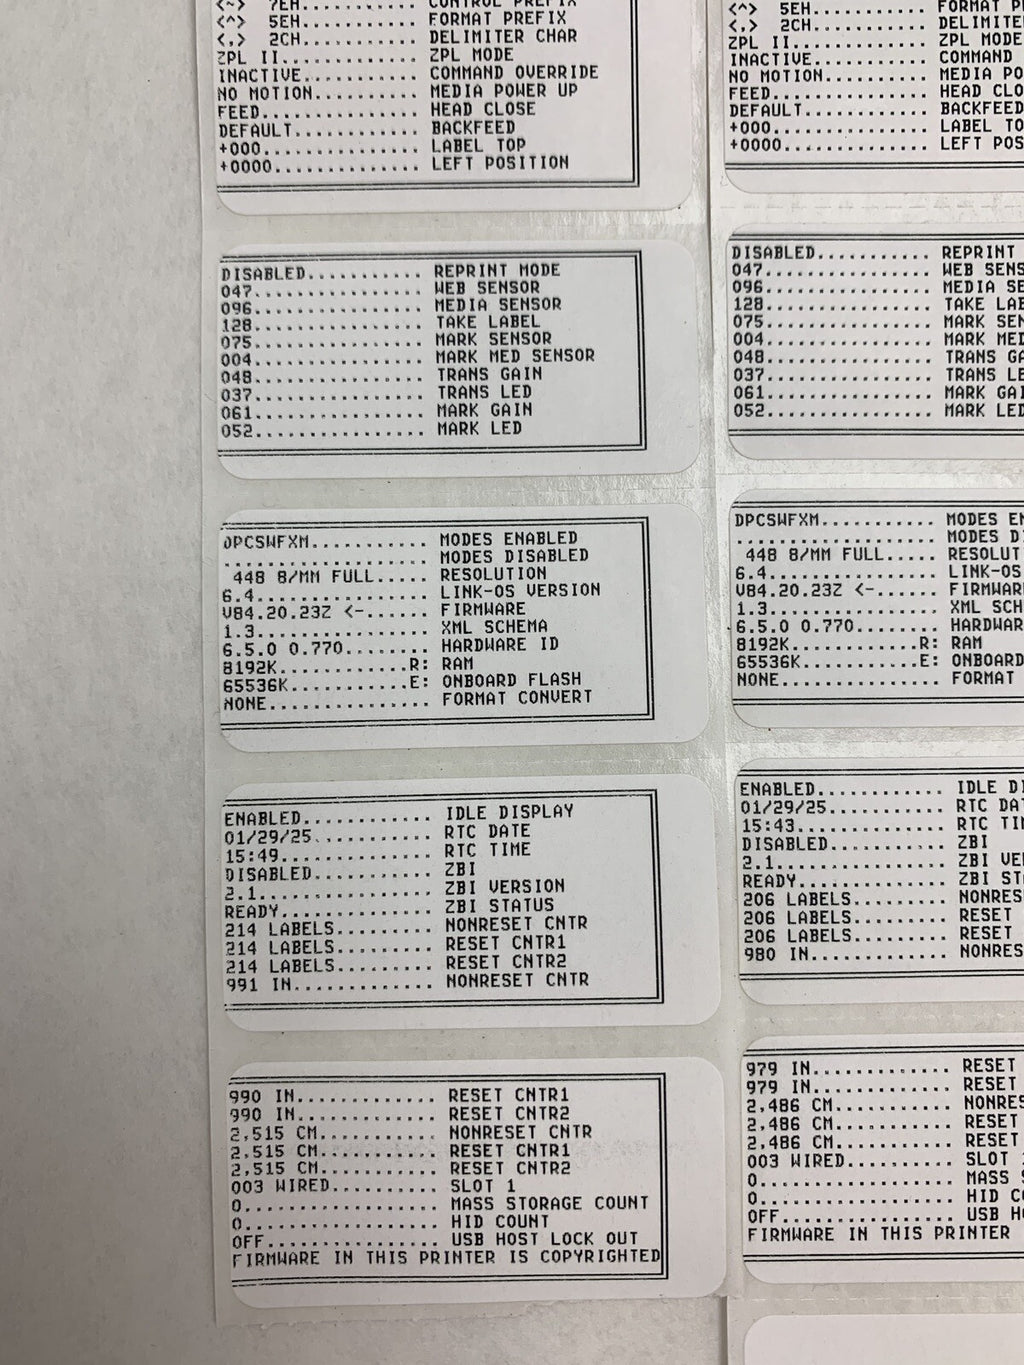 <~> 7EH............ CONTROL PREFIX
<^> 5EH............ FORMAT PREFIX
<,> 2CH............ DELIMITER CHAR
ZPL II............. ZPL MODE
INACTIVE........... COMMAND OVERRIDE
NO MOTION.......... MEDIA POWER UP
FEED............... HEAD CLOSE
DEFAULT............ BACKFEED
+000............... LABEL TOP
+0000.............. LEFT POSITION
DISABLED........... REPRINT MODE
047................ WEB SENSOR
096................ MEDIA SENSOR
128................ TAKE LABEL
075................ MARK SENSOR
004................ MARK MED SENSOR
048................ TRANS GAIN
037................ TRANS LED
061................ MARK GAIN
052................ MARK LED
DPCSWFXM........... MODES ENABLED
................... MODES DISABLED
448 8/MM FULL..... RESOLUTION
6.4................ LINK-OS VERSION
V84.20.23Z <-...... FIRMWARE
1.3................ XML SCHEMA
6.5.0 0.770........ HARDWARE ID
8192K............R: RAM
65536K...........E: ONBOARD FLASH
NONE............... FORMAT CONVERT
ENABLED............ IDLE DISPLAY
01/29/25........... RTC DATE
15:49.............. RTC TIME
DISABLED........... ZBI
2.1................ ZBI VERSION
READY.............. ZBI STATUS
214 LABELS......... NONRESET CNTR
214 LABELS......... RESET CNTR1
214 LABELS......... RESET CNTR2
991 IN............. NONRESET CNTR
990 IN............. RESET CNTR1
990 IN............. RESET CNTR2
2,515 CM........... NONRESET CNTR
2,515 CM........... RESET CNTR1
2,515 CM........... RESET CNTR2
003 WIRED.......... SLOT 1
0.................. MASS STORAGE COUNT
0.................. HID COUNT
OFF................ USB HOST LOCK OUT
FIRMWARE IN THIS PRINTER IS COPYRIGHTED
<^> 5EH............ FORMAT P
<,> 2CH............ DELIMITER
ZPL II............. ZPL MODE
INACTIVE........... COMMAND
NO MOTION.......... MEDIA PO
FEED............... HEAD CLO
DEFAULT............ BACKFEED
+000............... LABEL TO
+0000.............. LEFT POS
DISABLED........... REPRINT
047................ WEB SENS
096................ MEDIA SE
128................ TAKE LAB
075................ MARK SEN
004................ MARK MED
048................ TRANS GA
037................ TRANS LE
061................ MARK GAI
052................ MARK LED
DPCSWFXM........... MODES EN
................... MODES D
448 8/MM FULL..... RESOLUT
6.4................ LINK-OS
V84.20.23Z <-...... FIRMWAR
1.3................ XML SCH
6.5.0 0.770........ HARDWAR
8192K............R: RAM
65536K...........E: ONBOARD
NONE............... FORMAT
ENABLED............ IDLE D
01/29/25........... RTC DA
15:43.............. RTC TI
DISABLED........... ZBI
2.1................ ZBI VE
READY.............. ZBI ST
206 LABELS......... NONRES
206 LABELS......... RESET
206 LABELS......... RESET
980 IN............. NONRES
979 IN............. RESET
979 IN............. RESET
2,486 CM........... NONRES
2,486 CM........... RESET
2,486 CM........... RESET
003 WIRED.......... SLOT
0.................. MASS
0.................. HID C
OFF................ USB H
FIRMWARE IN THIS PRINTER